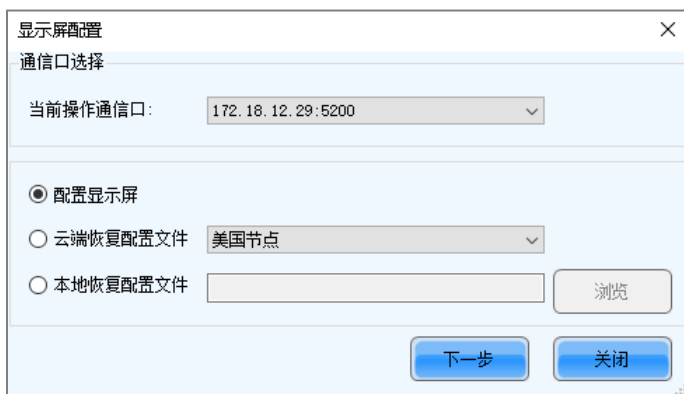 显示屏配置
通信口选择
当前操作通信口: 172.18.12.29:5200
配置显示屏
云端恢复配置文件 美国节点
本地恢复配置文件 浏览
下一步 关闭